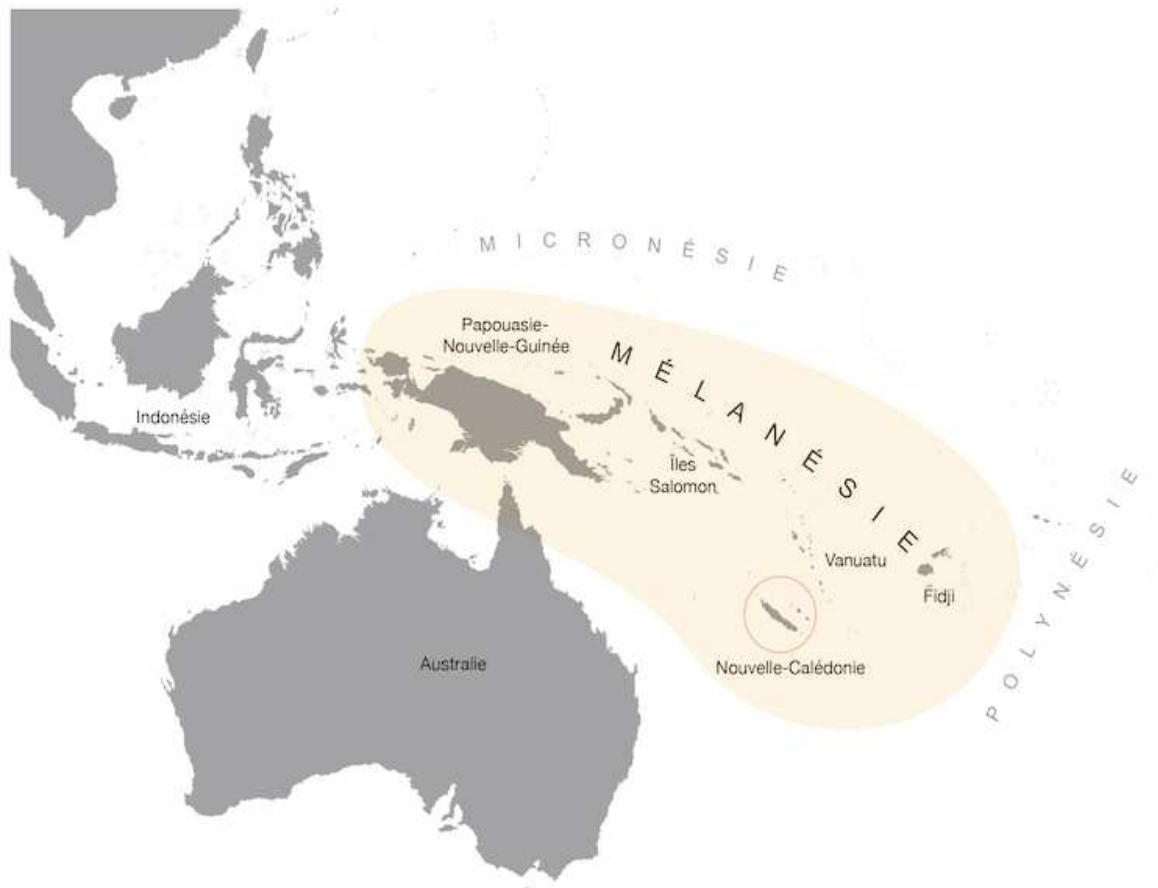 MICRONÉSIE
Papouasie-
Nouvelle-Guinée
MÉLANÉSIE
Indonésie
Îles
Salomon
Vanuatu
Fidji
POLYNÉSIE
Australie
Nouvelle-Calédonie